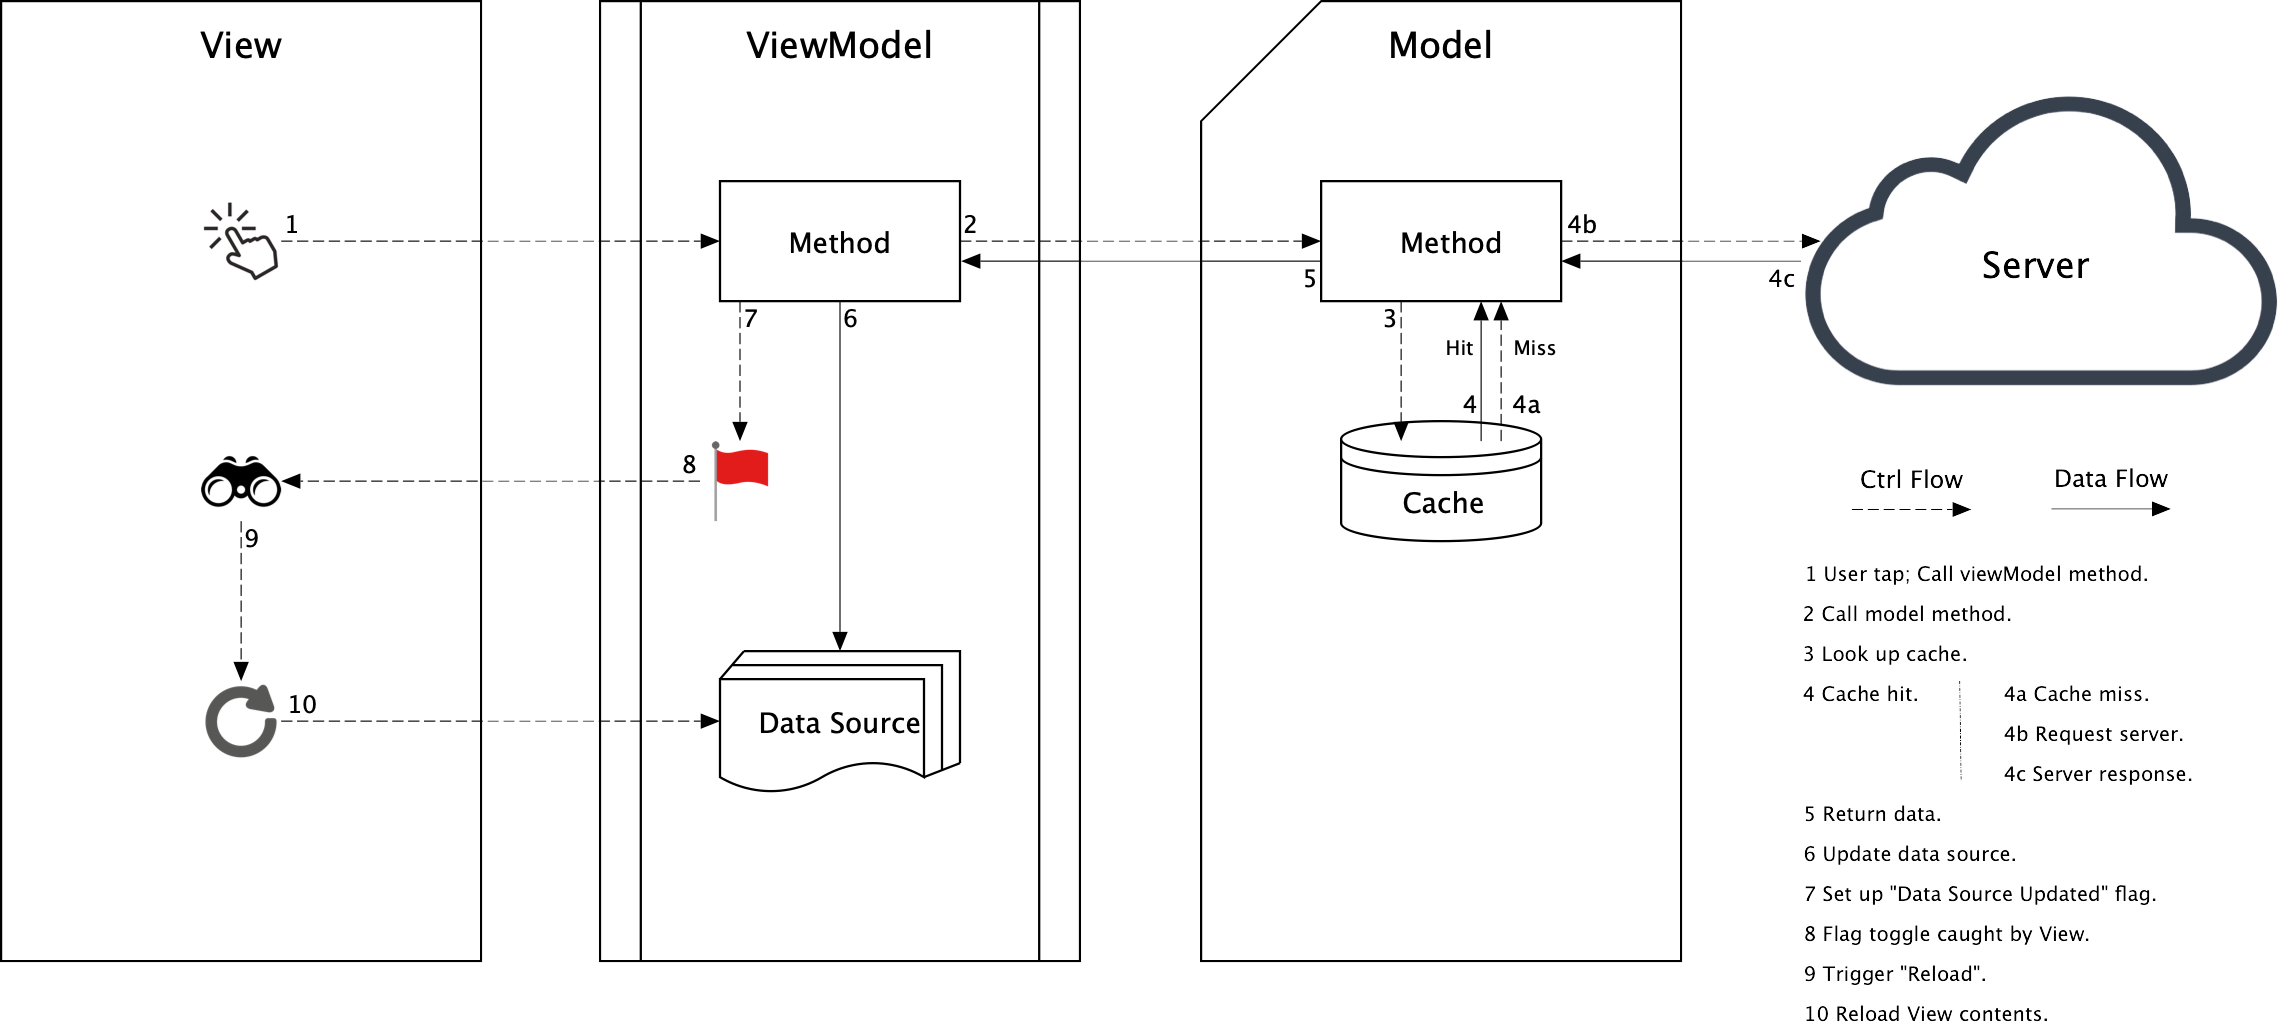 View
ViewModel
Model
1
Method
2
5
Method
4b
4c
Server
7
6
3
Hit
Miss
4
4a
8
Cache
9
10
Data Source
Ctrl Flow
Data Flow
1 User tap; Call viewModel method.
2 Call model method.
3 Look up cache.
4 Cache hit.
4a Cache miss.
4b Request server.
4c Server response.
5 Return data.
6 Update data source.
7 Set up "Data Source Updated" flag.
8 Flag toggle caught by View.
9 Trigger "Reload".
10 Reload View contents.